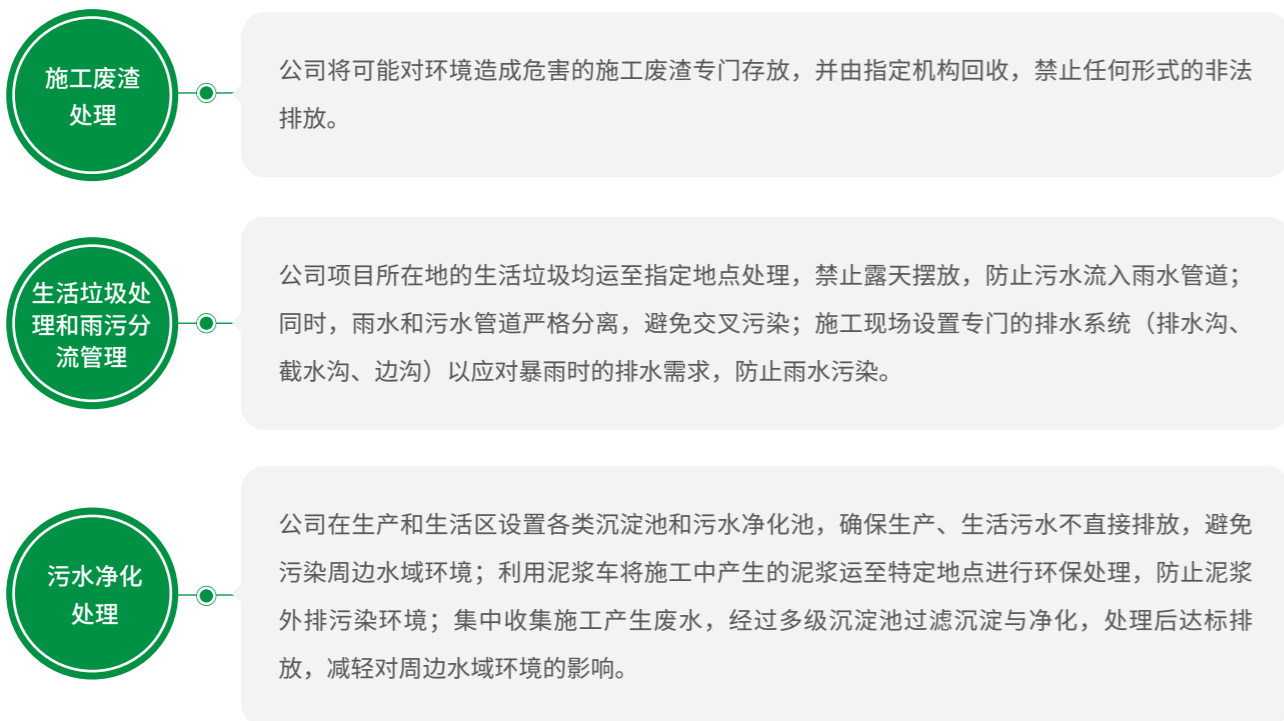 施工废渣
处理
公司将可能对环境造成危害的施工废渣专门存放，并由指定机构回收，禁止任何形式的非法
排放。
生活垃圾处
理和雨污分
流管理
公司项目所在地的生活垃圾均运至指定地点处理，禁止露天摆放，防止污水流入雨水管道；
同时，雨水和污水管道严格分离，避免交叉污染；施工现场设置专门的排水系统（排水沟、
截水沟、边沟）以应对暴雨时的排水需求，防止雨水污染。
污水净化
处理
公司在生产和生活区设置各类沉淀池和污水净化池，确保生产、生活污水不直接排放，避免
污染周边水域环境；利用泥浆车将施工中产生的泥浆运至特定地点进行环保处理，防止泥浆
外排污染环境；集中收集施工产生废水，经过多级沉淀池过滤沉淀与净化，处理后达标排
放，减轻对周边水域环境的影响。